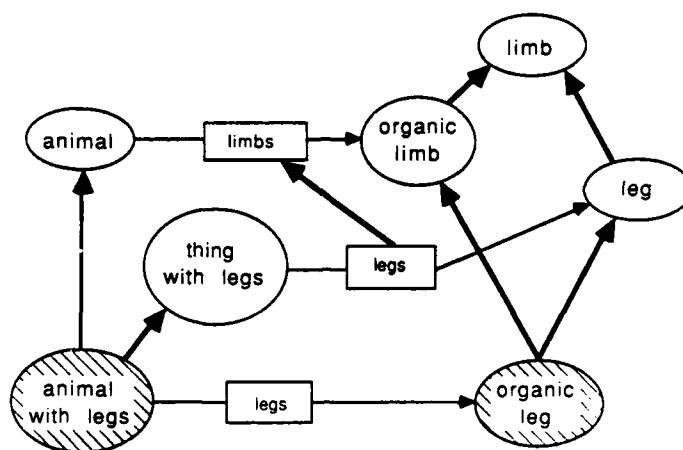 limb
animal
limbs
organic
limb
leg
thing
with legs
legs
animal
with legs
legs
organic
leg